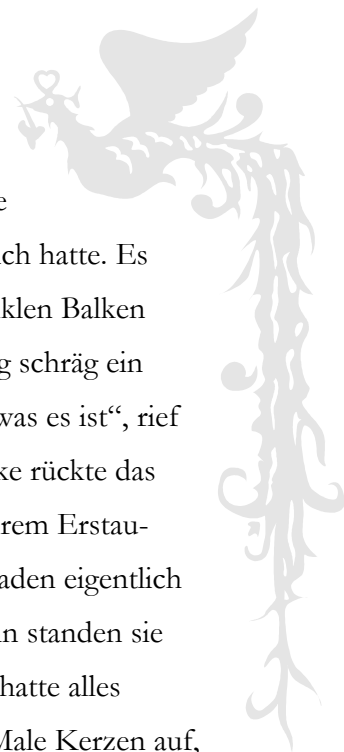 e
ich hatte. Es
klen Balken
g schräg ein
was es ist“, rief
ke rückte das
rem Erstau-
aden eigentlich
n standen sie
hatte alles
Male Kerzen auf,